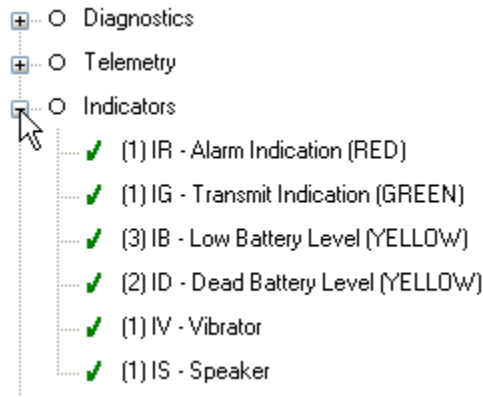 Diagnostics
Telemetry
Indicators
(1) IR - Alarm Indication (RED)
(1) IG - Transmit Indication (GREEN)
(3) IB - Low Battery Level (YELLOW)
(2) ID - Dead Battery Level (YELLOW)
(1) IV - Vibrator
(1) IS - Speaker